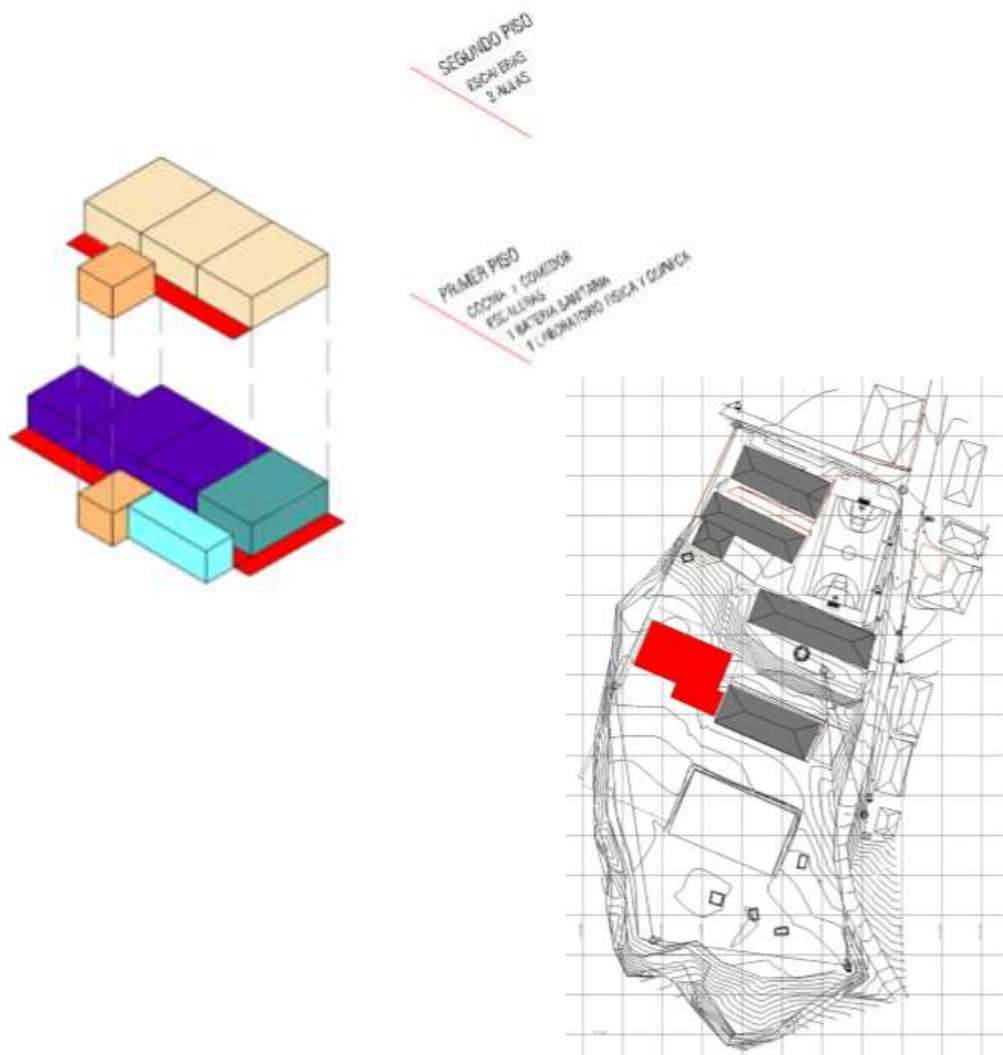 SEGUNDO PISO
ESCALERAS
3 AULAS
PRIMER PISO
COCINA Y COMEDOR
ESCALERAS
1 BATERIA SANITARIA
1 LABORATORIO FISICA Y QUIMICA